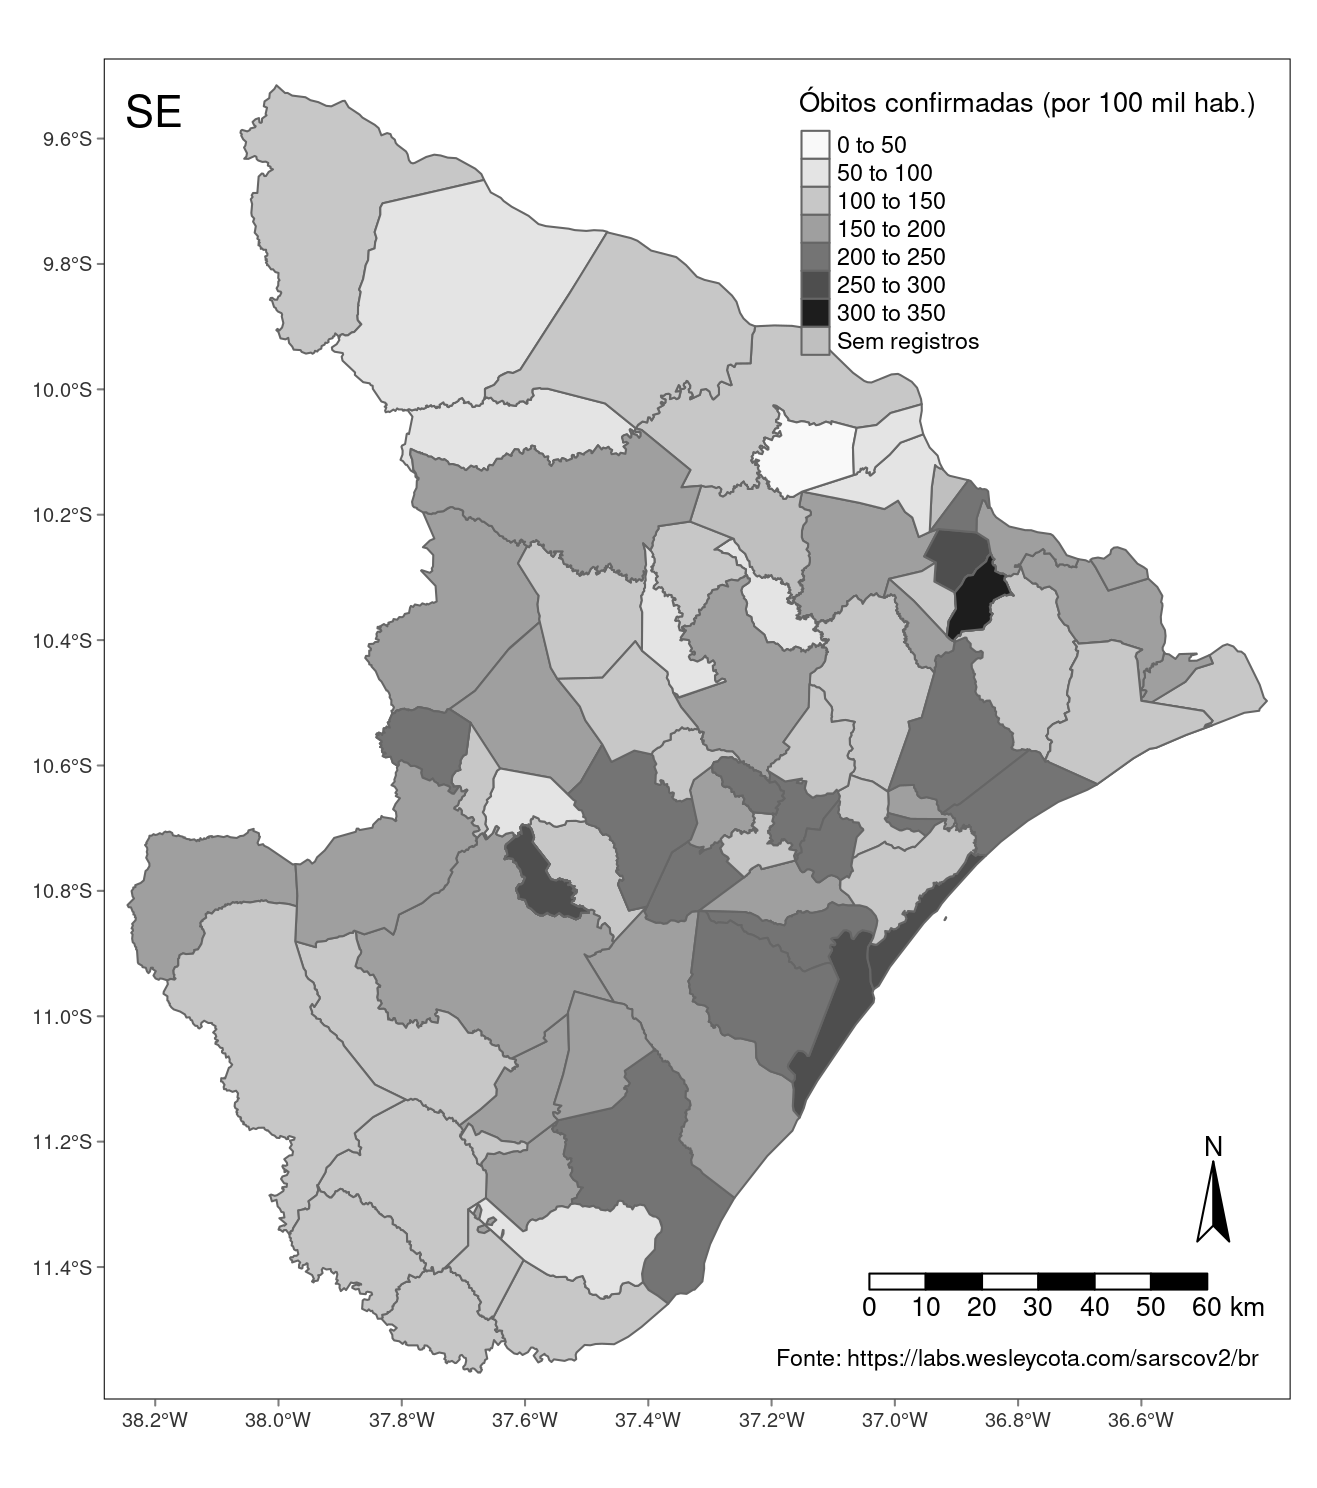 SE
Óbitos confirmadas (por 100 mil hab.)
0 to 50
50 to 100
100 to 150
150 to 200
200 to 250
250 to 300
300 to 350
Sem registros
9.6°S
9.8°S
10.0°S
10.2°S
10.4°S
10.6°S
10.8°S
11.0°S
11.2°S
11.4°S
N
0 10 20 30 40 50 60 km
Fonte: https://labs.wesleycota.com/sarscov2/br
38.2°W 38.0°W 37.8°W 37.6°W 37.4°W 37.2°W 37.0°W 36.8°W 36.6°W